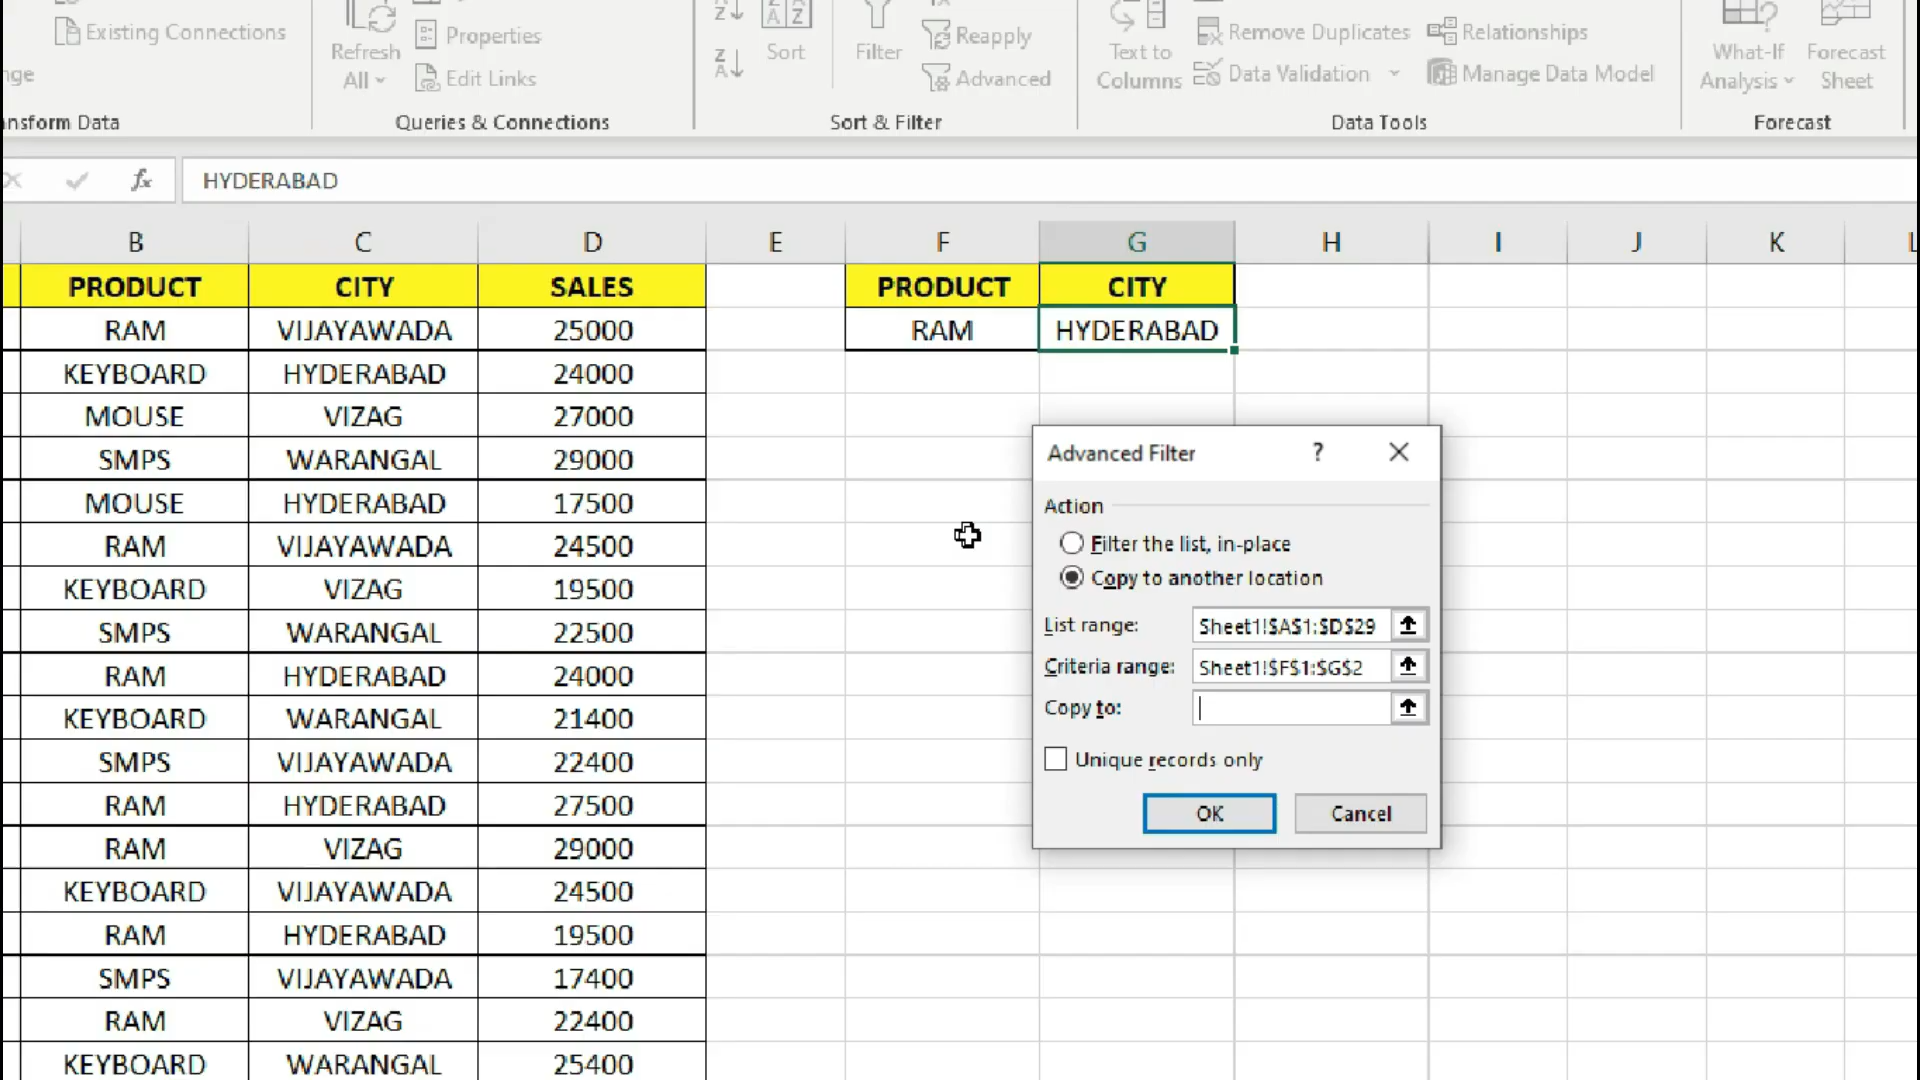 Existing Connections
nge
nsform Data
Refresh
All
Properties
Edit Links
Queries & Connections
Z
A
Z
A Z
Sort
Filter
Reapply
Advanced
Sort & Filter
Text to
Columns
Remove Duplicates
Data Validation
Relationships
Manage Data Model
Data Tools
What-If
Analysis
Forecast
Sheet
Forecast
fx HYDERABAD
B C D E F G H I J K L
PRODUCT CITY SALES PRODUCT CITY
RAM VIJAYAWADA 25000 RAM HYDERABAD
KEYBOARD HYDERABAD 24000
MOUSE VIZAG 27000
SMPS WARANGAL 29000
MOUSE HYDERABAD 17500
RAM VIJAYAWADA 24500
KEYBOARD VIZAG 19500
SMPS WARANGAL 22500
RAM HYDERABAD 24000
KEYBOARD WARANGAL 21400
SMPS VIJAYAWADA 22400
RAM HYDERABAD 27500
RAM VIZAG 29000
KEYBOARD VIJAYAWADA 24500
RAM HYDERABAD 19500
SMPS VIJAYAWADA 17400
RAM VIZAG 22400
KEYBOARD WARANGAL 25400
Advanced Filter ?
Action
Filter the list, in-place
Copy to another location
List range: Sheet1!$A$1:$D$29
Criteria range: Sheet1!$F$1:$G$2
Copy to:
Unique records only
OK Cancel